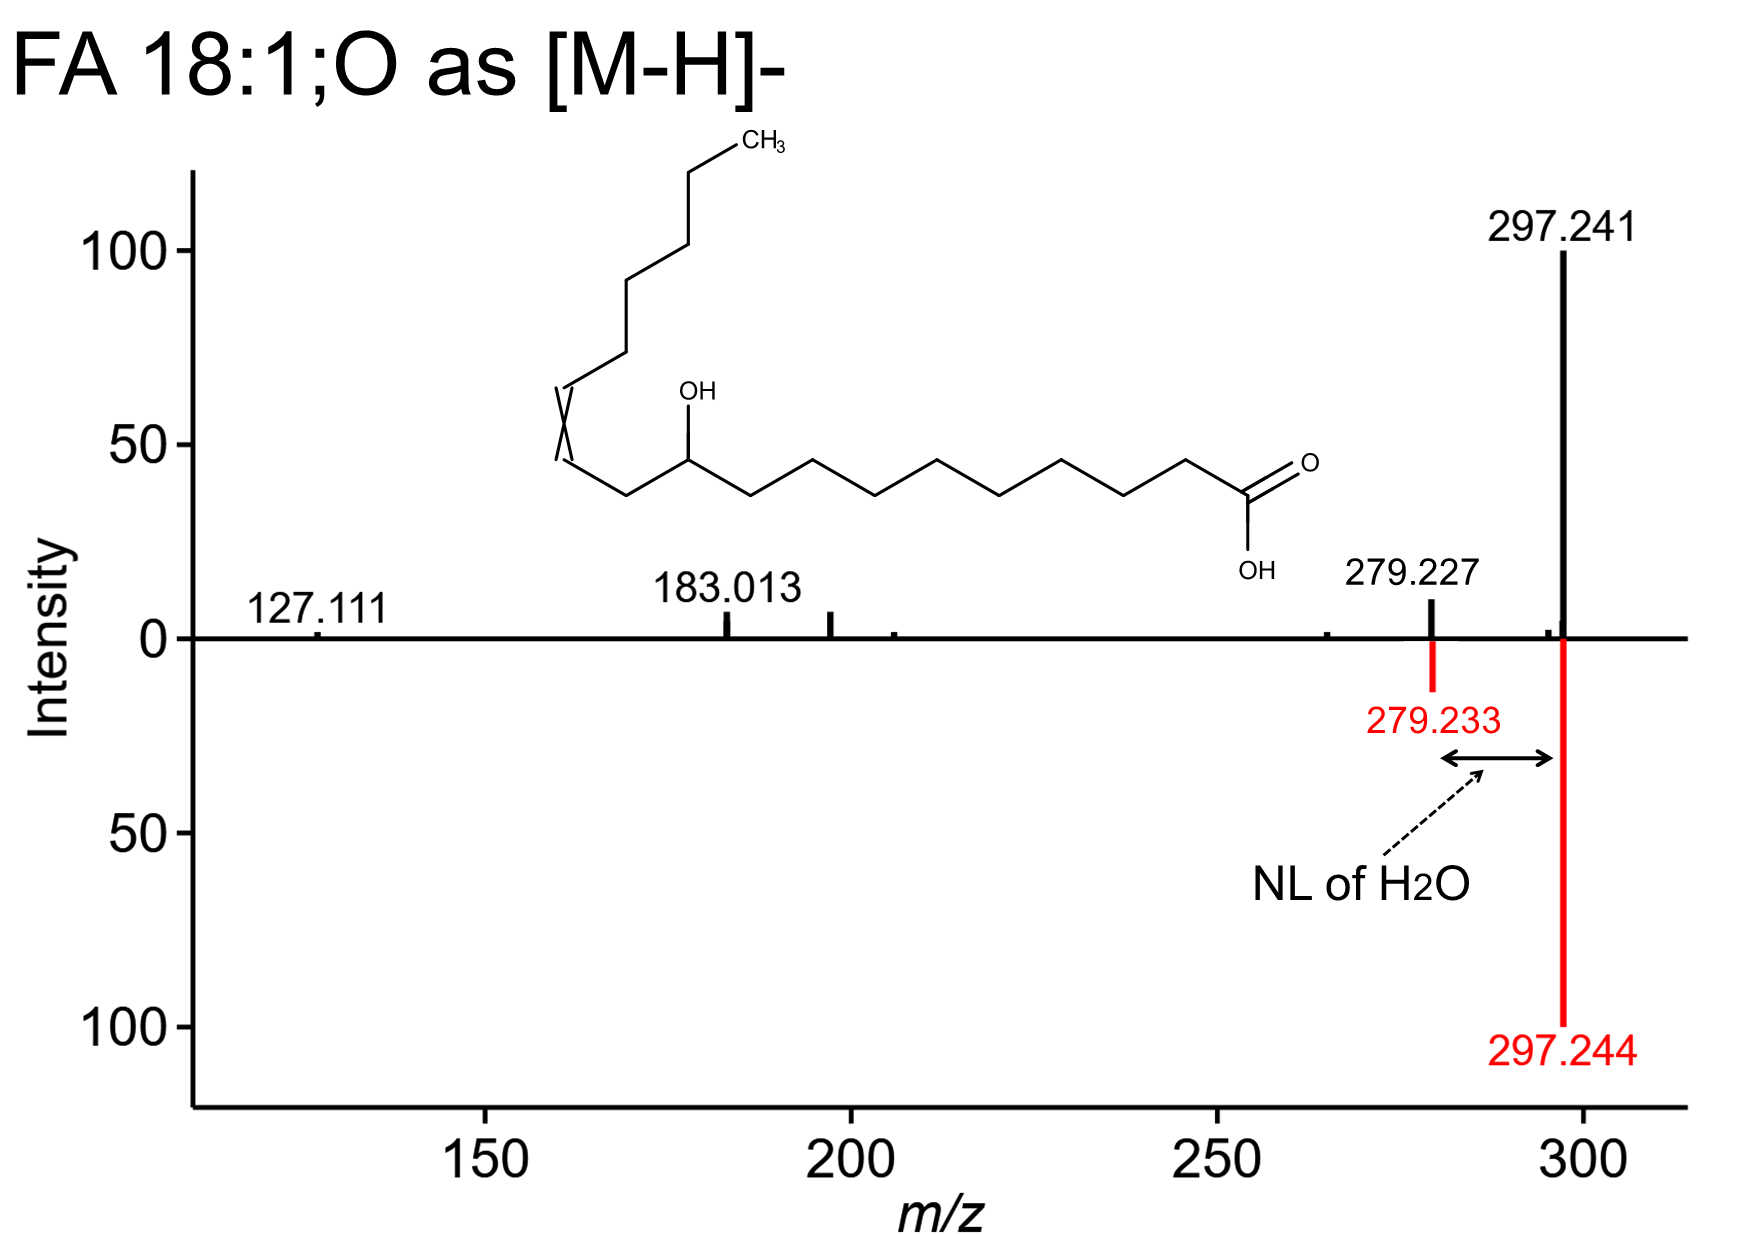 FA 18:1;O as [M-H]-
CH3
297.241
100
OH
50
O
OH
279.227
183.013
127.111
0
Intensity
279.233
50
NL of H2O
100
297.244
150 200 250 300
m/z